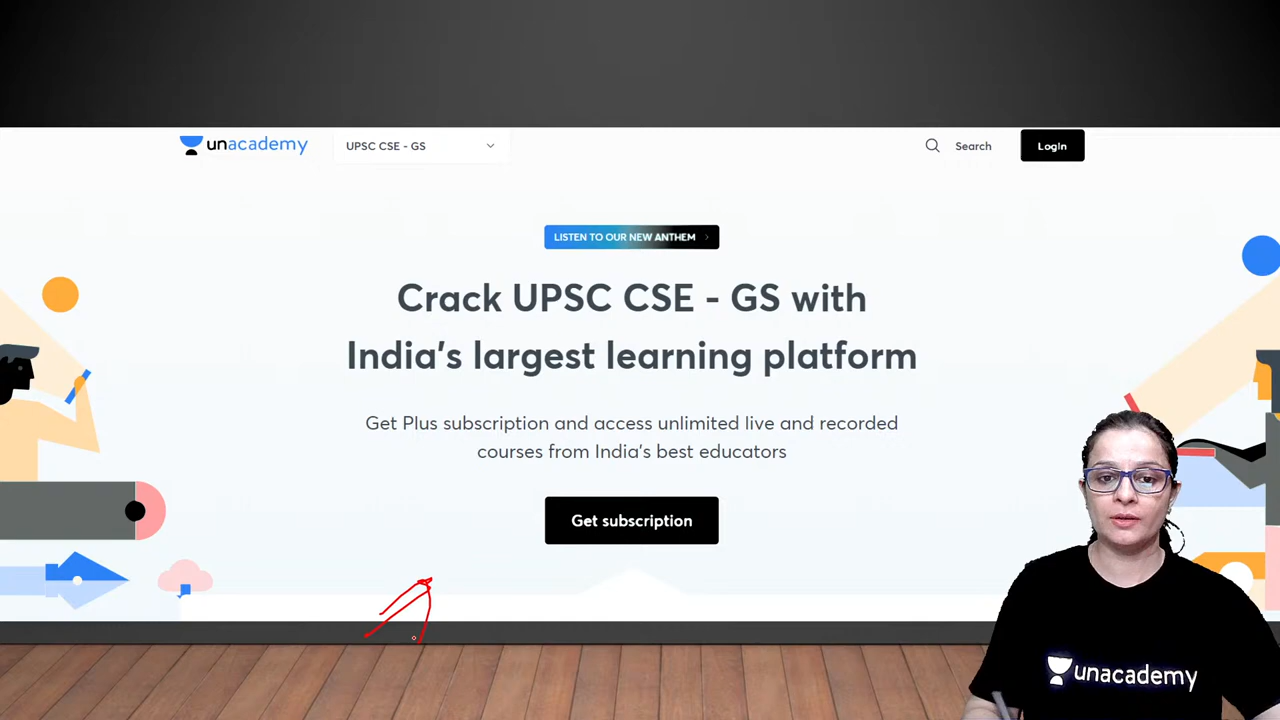 unacademy
UPSC CSE - GS
Search
Login
LISTEN TO OUR NEW ANTHEM
Crack UPSC CSE - GS with
India's largest learning platform
Get Plus subscription and access unlimited live and recorded
courses from India's best educators
Get subscription
unacademy